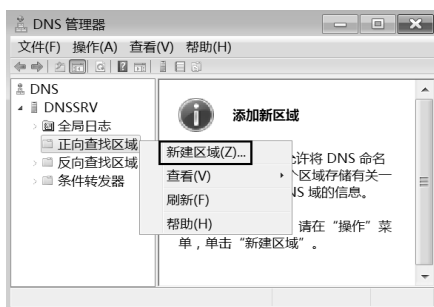 DNS 管理器
文件(F) 操作(A) 查看(V) 帮助(H)
DNS
DNSSRV
全局日志
正向查找区域
反向查找区域
条件转发器
添加新区域
新建区域(Z)...
查看(V)
刷新(F)
帮助(H)
允许将 DNS 命名
个区域存储有关一
NS 域的信息。
请在“操作”菜
单，单击“新建区域”。